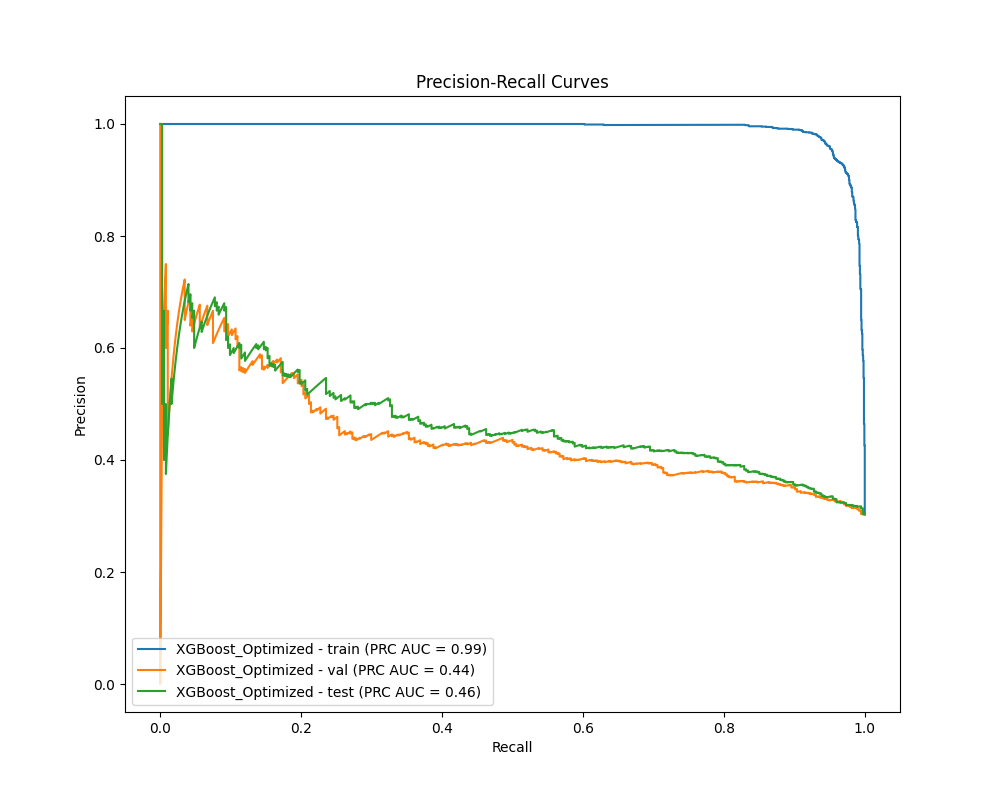 Precision-Recall Curves
1.0
0.8
0.6
0.4
0.2
0.0
Precision
XGBoost_Optimized - train (PRC AUC = 0.99)
XGBoost_Optimized - val (PRC AUC = 0.44)
XGBoost_Optimized - test (PRC AUC = 0.46)
0.0 0.2 0.4 0.6 0.8 1.0
Recall